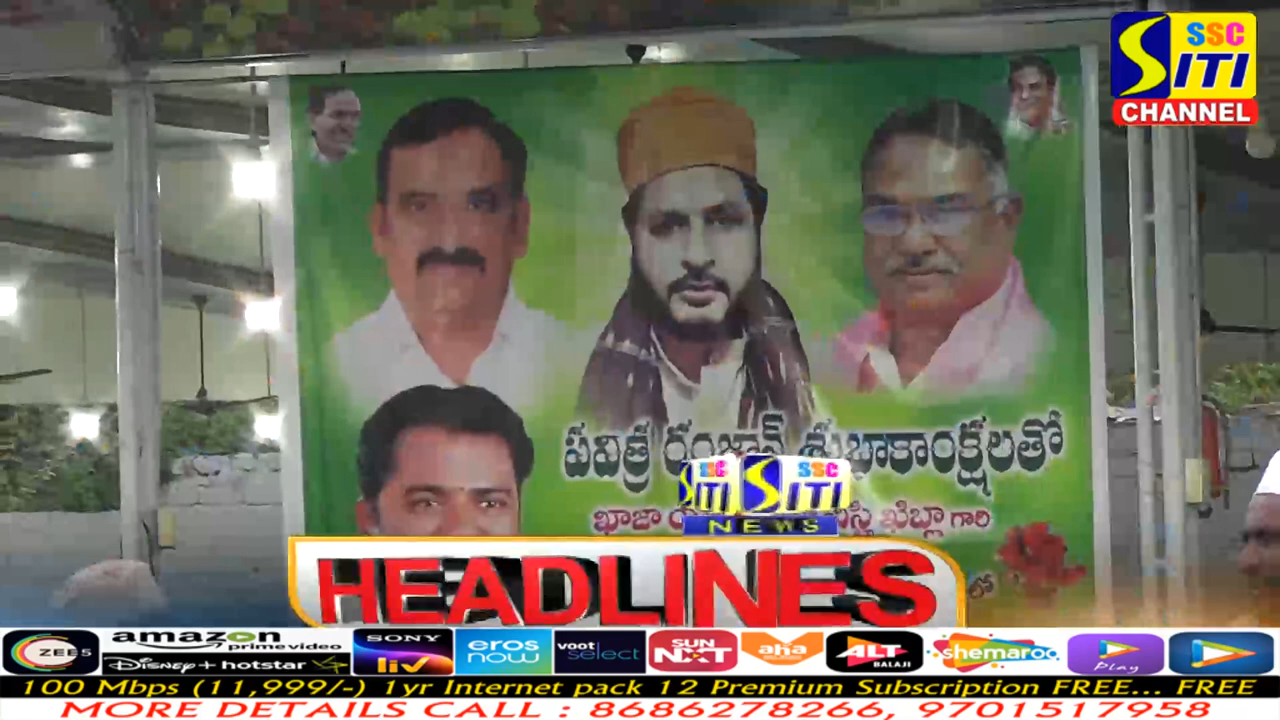 SSC
SITI
CHANNEL
పవిత్ర రంజాన్ శుభాకాంక్షలతో
SSC
SITI SITI
NEWS
ఖాజా
ఖిబ్లా గారి
లో
HEADLINES
ZEE5
amazon
prime video
Disney+ hotstar
SONY
liv
eros
now
voot
select
SUN
NXT
aha
ALT
BALAJI
shemaroo
Play
100 Mbps (11,999/-) 1yr Internet pack 12 Premium Subscription FREE... FREE
MORE DETAILS CALL : 8686278266, 9701517958